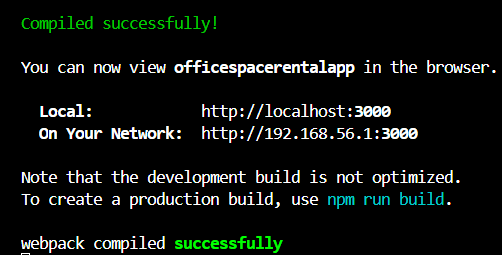 Compiled successfully!
You can now view officespacerentalapp in the browser.
Local: http://localhost:3000
On Your Network: http://192.168.56.1:3000
Note that the development build is not optimized.
To create a production build, use npm run build.
webpack compiled successfully